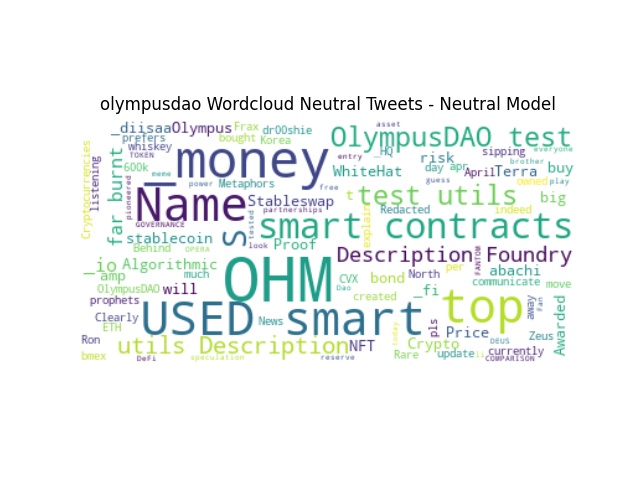 olympusdao Wordcloud Neutral Tweets - Neutral Model
_diisaa Olympus Frax dr00shie asset
prefers bought Korea _HQ OlympusDAO test everyone
whiskey TOKEN _money WhiteHat risk sipping brother
Cryptocurrencies listening far burnt 600k meme power Metaphors entry day apr April Terra buy
pioneered Name tested Stableswap free t test utils owned play
GOVERNANCE partnerships explain Redacted guess indeed big
stablecoin S look smart contracts
Behind OPERA Proof Description Foundry
_io Algorithmic OHM CVX bond North per FANTOM abachi
amp much Dao created _fi communicate move
OlympusDAO will
prophets USED smart top away Fan Awarded
Clearly News pls Price
ETH today DEUS Zeus
Ron utils Description NFT Crypto currently
bmex DeFi speculation reserve Rare update li COMPARISON